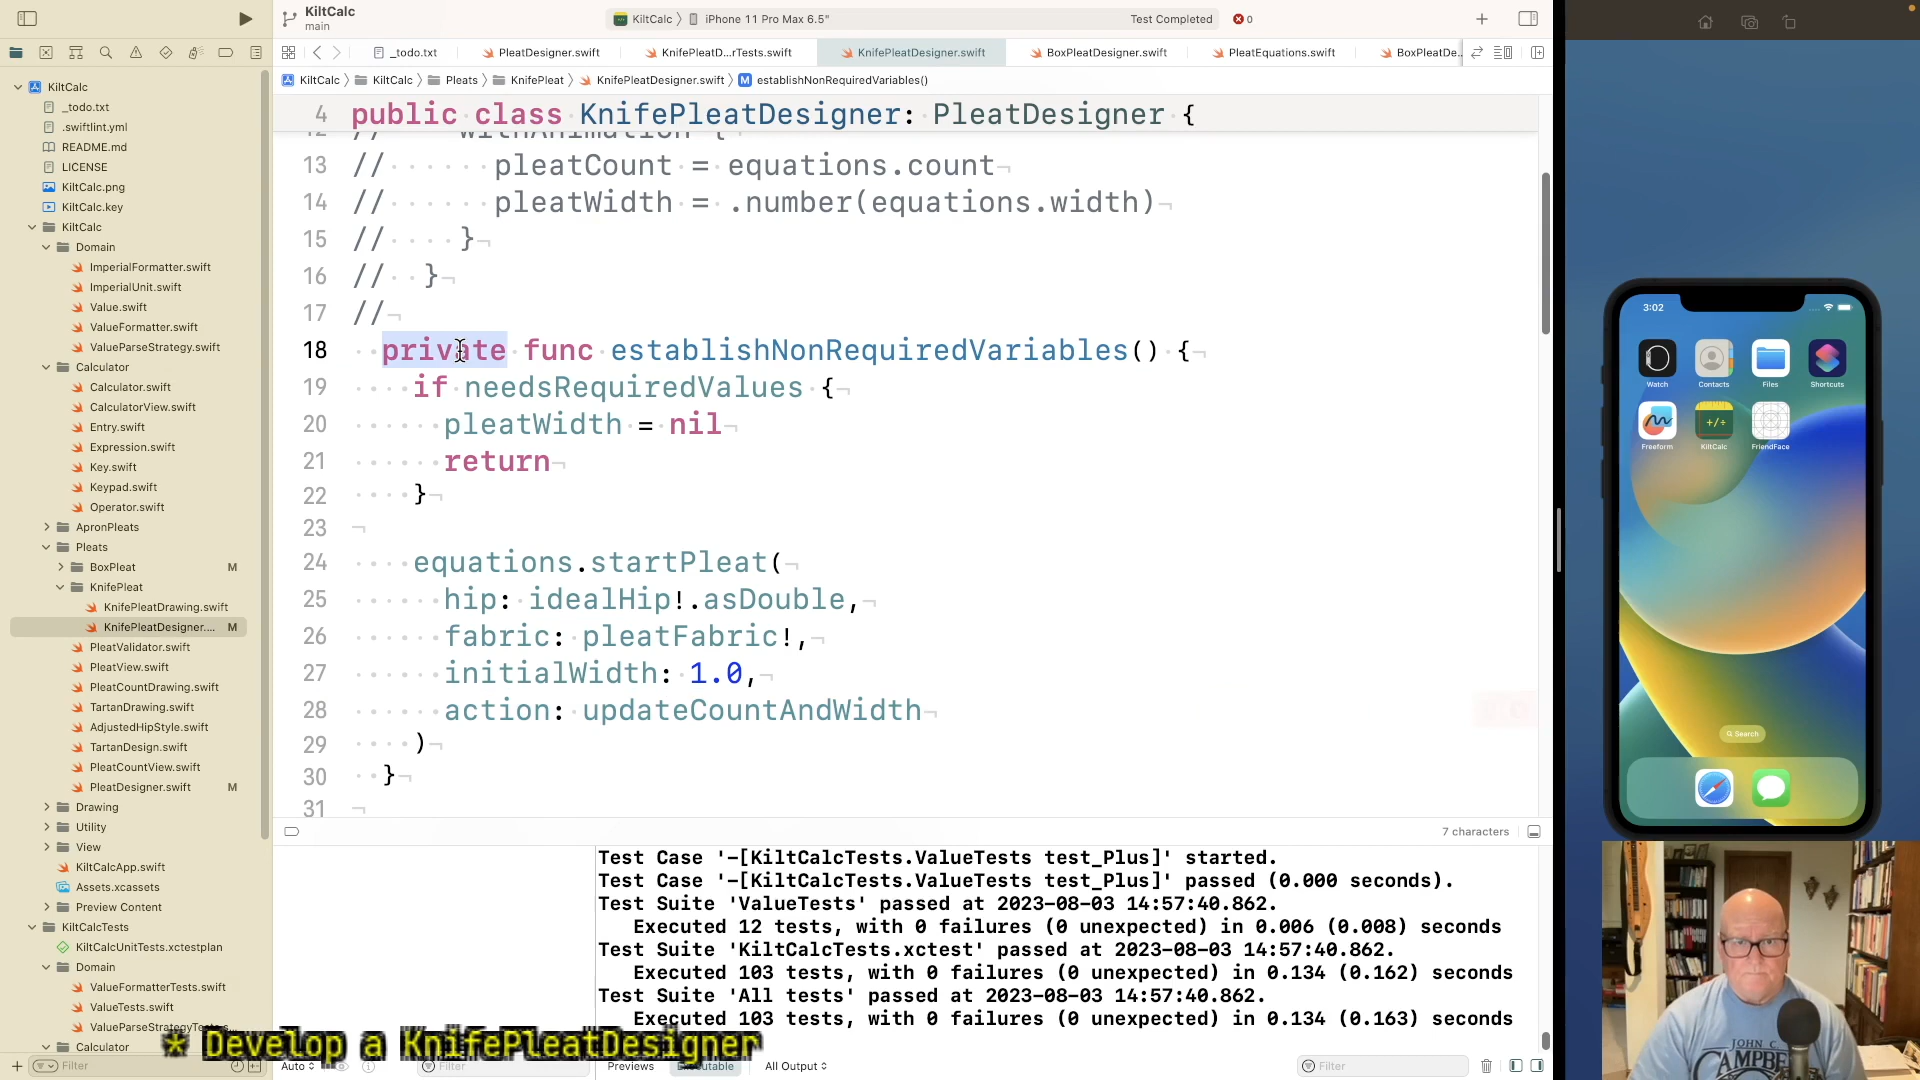 KiltCalc
main
KiltCalc
iPhone 11 Pro Max 6.5"
Test Completed
0
_todo.txt
PleatDesigner.swift
KnifePleatD...rTests.swift
KnifePleatDesigner.swift
BoxPleatDesigner.swift
PleatEquations.swift
BoxPleatDe...
KiltCalc
KiltCalc
Pleats
KnifePleat
KnifePleatDesigner.swift
M establishNonRequiredVariables()
KiltCalc
_todo.txt
.swiftlint.yml
README.md
LICENSE
KiltCalc.png
KiltCalc.key
KiltCalc
Domain
ImperialFormatter.swift
ImperialUnit.swift
Value.swift
ValueFormatter.swift
ValueParseStrategy.swift
Calculator
Calculator.swift
CalculatorView.swift
Entry.swift
Expression.swift
Key.swift
Keypad.swift
Operator.swift
ApronPleats
Pleats
BoxPleat M
KnifePleat
KnifePleatDrawing.swift
KnifePleatDesigner.... M
PleatValidator.swift
PleatView.swift
PleatCountDrawing.swift
TartanDrawing.swift
AdjustedHipStyle.swift
TartanDesign.swift
PleatCountView.swift
PleatDesigner.swift M
Drawing
Utility
View
KiltCalcApp.swift
Assets.xcassets
Preview Content
KiltCalcTests
KiltCalcUnitTests.xctestplan
Domain
ValueFormatterTests.swift
ValueTests.swift
ValueParseStrategyTests.s...
Calculator
Filter
4 public class KnifePleatDesigner: PleatDesigner {
12 // withAnimation {
13 // pleatCount = equations.count
14 // pleatWidth = .number(equations.width)
15 // }
16 // }
17 //
18 private func establishNonRequiredVariables() {
19 if needsRequiredValues {
20 pleatWidth = nil
21 return
22 }
23
24 equations.startPleat(
25 hip: idealHip!.asDouble,
26 fabric: pleatFabric!,
27 initialWidth: 1.0,
28 action: updateCountAndWidth
29 )
30 }
31
7 characters
Test Case '-[KiltCalcTests.ValueTests test_Plus]' started.
Test Case '-[KiltCalcTests.ValueTests test_Plus]' passed (0.000 seconds).
Test Suite 'ValueTests' passed at 2023-08-03 14:57:40.862.
Executed 12 tests, with 0 failures (0 unexpected) in 0.006 (0.008) seconds
Test Suite 'KiltCalcTests.xctest' passed at 2023-08-03 14:57:40.862.
Executed 103 tests, with 0 failures (0 unexpected) in 0.134 (0.162) seconds
Test Suite 'All tests' passed at 2023-08-03 14:57:40.862.
Executed 103 tests, with 0 failures (0 unexpected) in 0.134 (0.163) seconds
* Develop a KnifePleatDesigner
Auto
Filter
Previews
Executable
All Output
Filter
3:02
Watch
Contacts
Files
Shortcuts
Freeform
+/÷
KiltCalc
FriendFace
Search
JOHN C.
CAMPBE